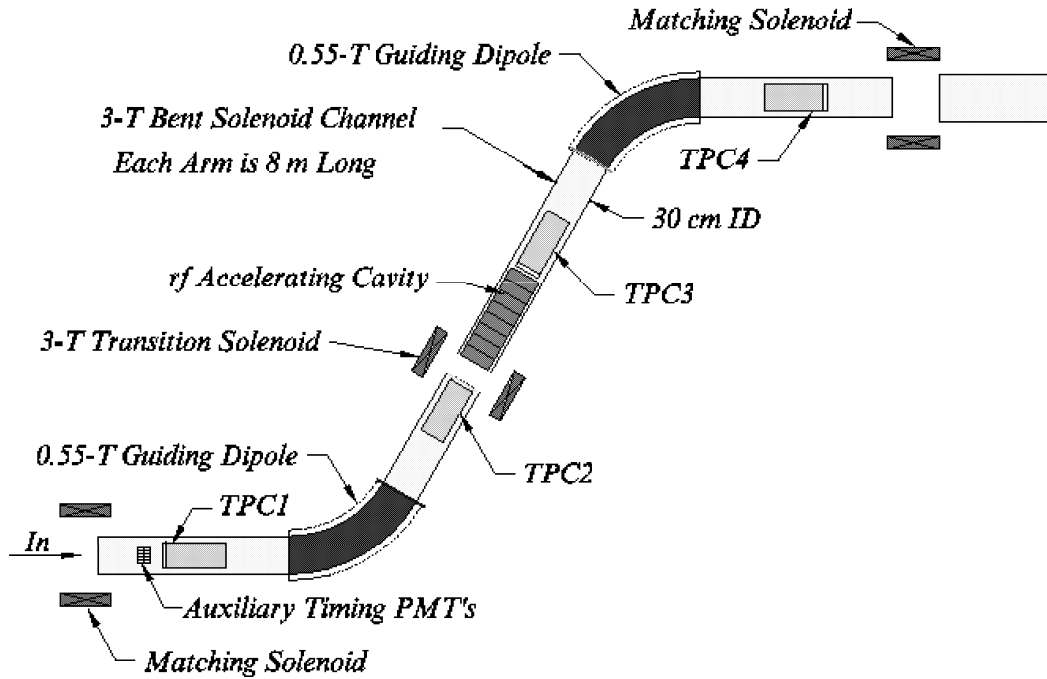 Matching Solenoid
0.55-T Guiding Dipole
3-T Bent Solenoid Channel
Each Arm is 8 m Long
TPC4
30 cm ID
rf Accelerating Cavity
TPC3
3-T Transition Solenoid
0.55-T Guiding Dipole
TPC2
TPC1
In
Auxiliary Timing PMT's
Matching Solenoid